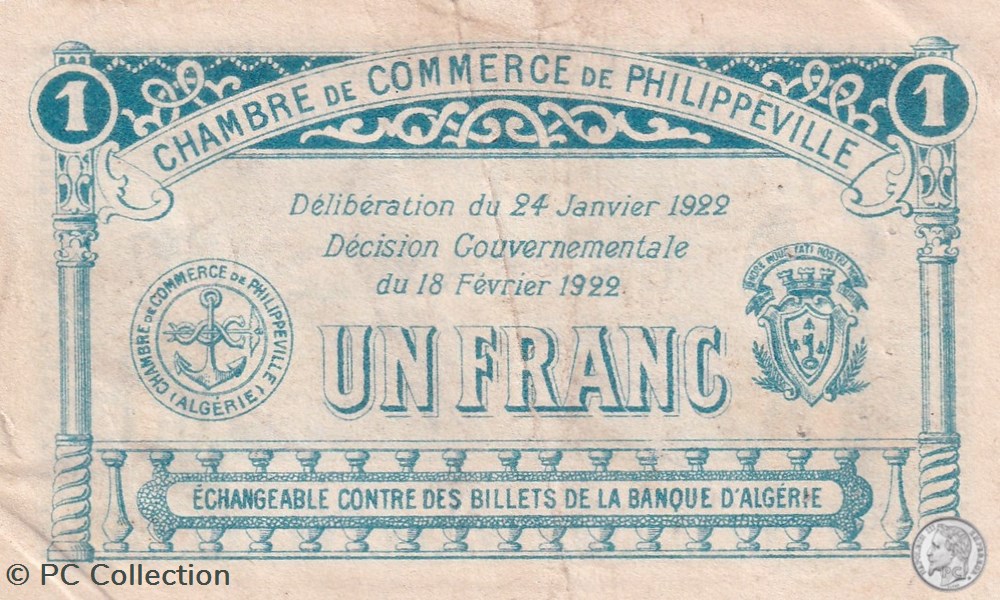 1
1
CHAMBRE DE COMMERCE DE PHILIPPEVILLE
Délibération du 24 Janvier 1922
Décision Gouvernementale
du 18 Février 1922
CHAMBRE DE COMMERCE DE PHILIPPEVILLE
(ALGÉRIE)
UN FRANC
ÉCHANGEABLE CONTRE DES BILLETS DE LA BANQUE D'ALGÉRIE
© PC Collection